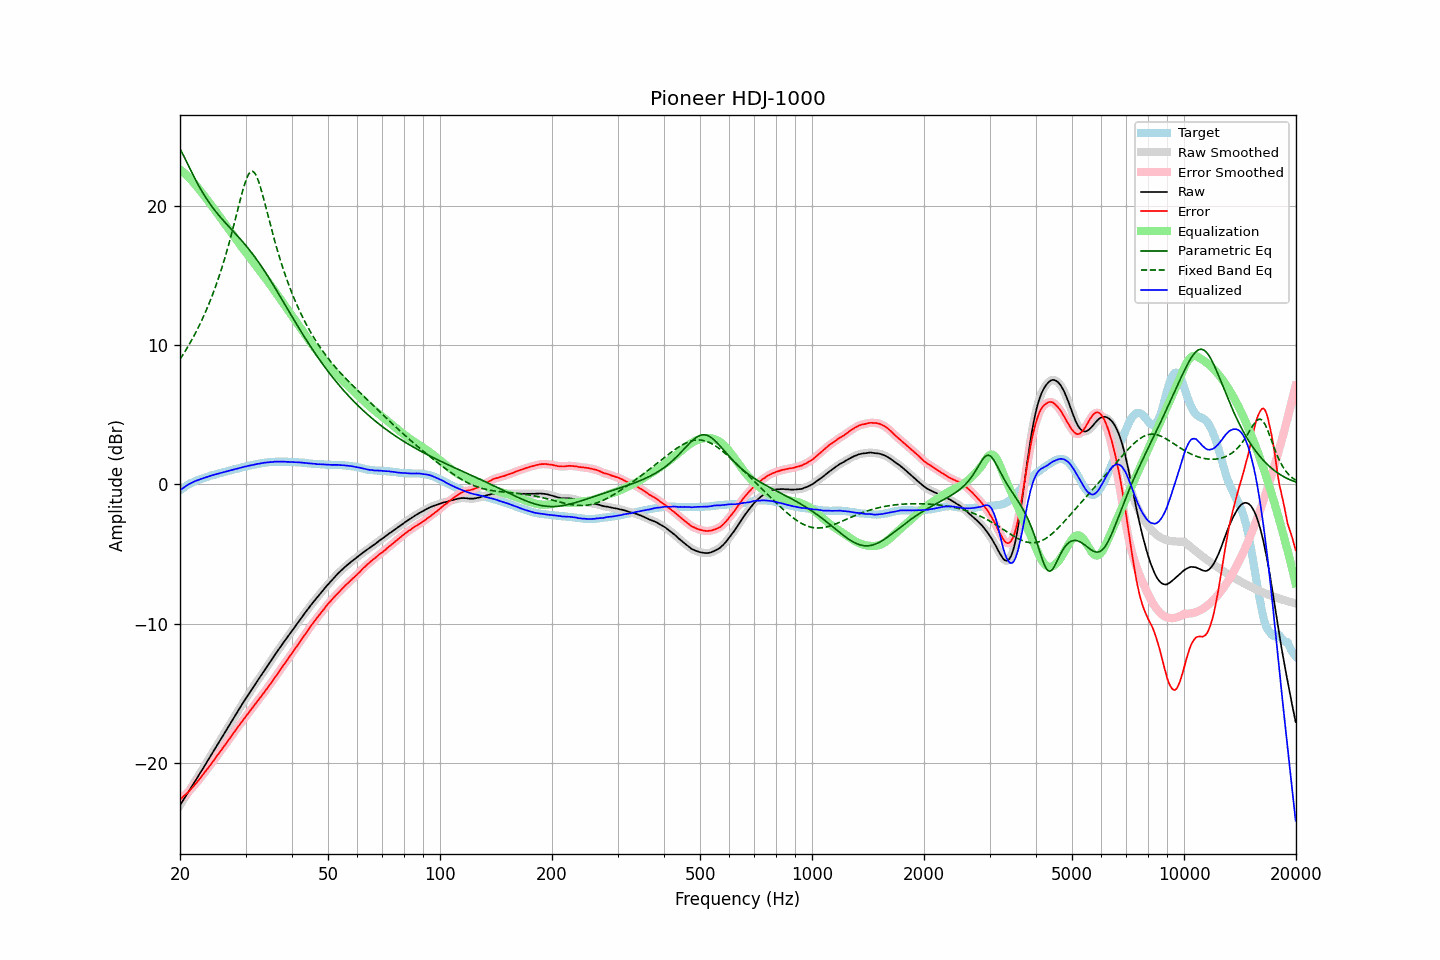 Pioneer HDJ-1000
Target
Raw Smoothed
Error Smoothed
Raw
Error
Equalization
Parametric Eq
Fixed Band Eq
Equalized
Amplitude (dBr)
20
10
0
−10
−20
20
50
100
200
500
1000
2000
5000
10000
20000
Frequency (Hz)